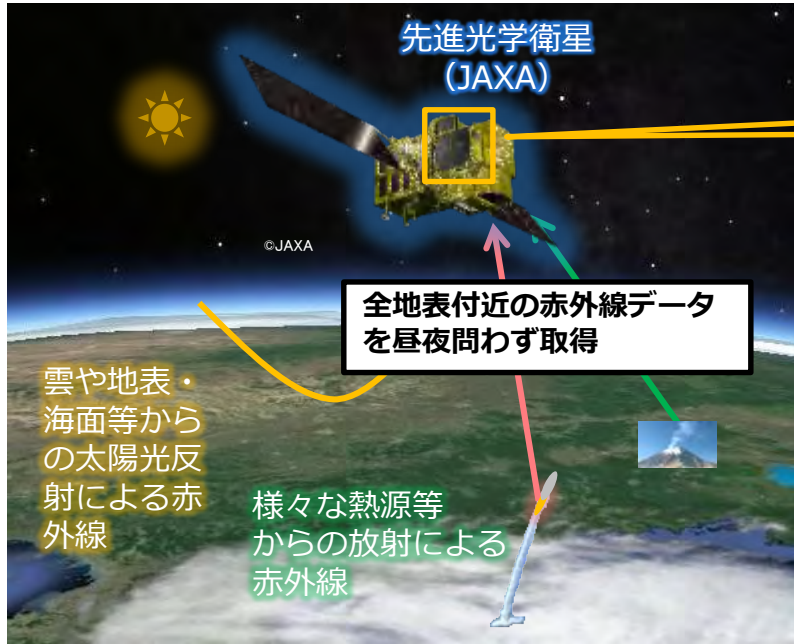 先進光学衛星
（JAXA）
©JAXA
全地表付近の赤外線データ
を昼夜問わず取得
雲や地表・
海面等から
の太陽光反
射による赤
外線
様々な熱源等
からの放射による
赤外線